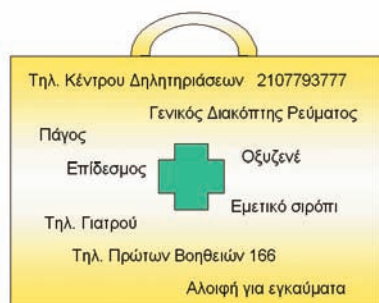 Τηλ. Κέντρου Δηλητηριάσεων 2107793777
Γενικός Διακόπτης Ρεύματος
Πάγος
Οξυζενέ
Επίδεσμος
Εμετικό σιρόπι
Τηλ. Γιατρού
Τηλ. Πρώτων Βοηθειών 166
Αλοιφή για εγκαύματα